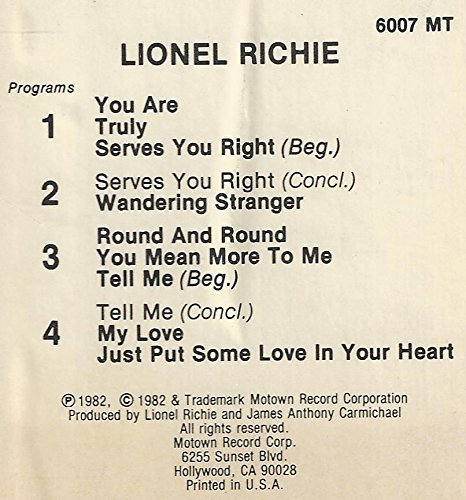 6007 MT
LIONEL RICHIE
Programs
1 You Are
Truly
Serves You Right (Beg.)
2 Serves You Right (Concl.)
Wandering Stranger
3 Round And Round
You Mean More To Me
Tell Me (Beg.)
4 Tell Me (Concl.)
My Love
Just Put Some Love In Your Heart
℗ 1982, © 1982 & Trademark Motown Record Corporation
Produced by Lionel Richie and James Anthony Carmichael
All rights reserved.
Motown Record Corp.
6255 Sunset Blvd.
Hollywood, CA 90028
Printed in U.S.A.